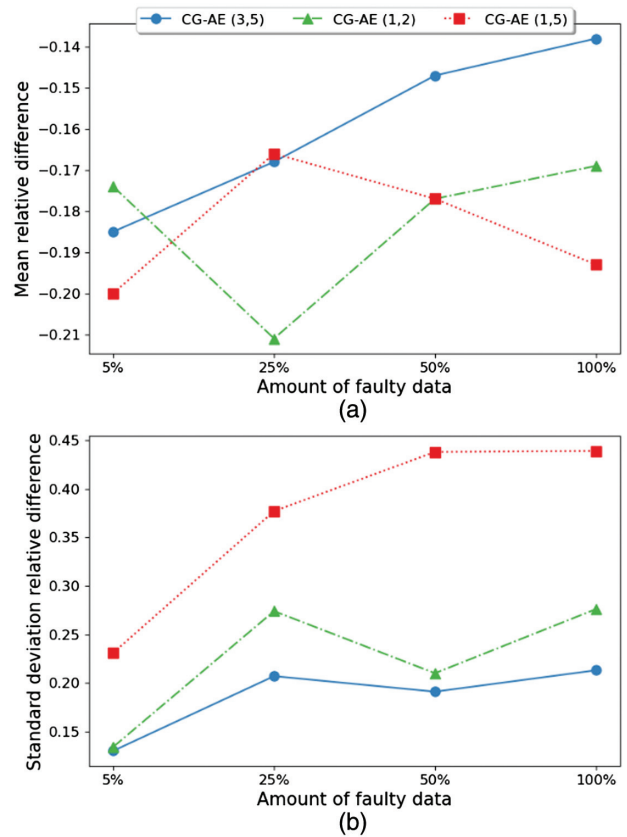 CG-AE (3,5) CG-AE (1,2) CG-AE (1,5)
−0.14
−0.15
−0.16
−0.17
−0.18
−0.19
−0.20
−0.21
Mean relative difference
5% 25% 50% 100%
Amount of faulty data
(a)
0.45
0.40
0.35
0.30
0.25
0.20
0.15
Standard deviation relative difference
5% 25% 50% 100%
Amount of faulty data
(b)